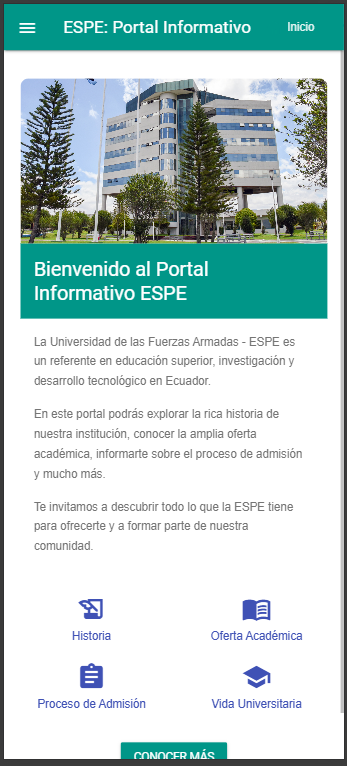 ESPE: Portal Informativo
Inicio
Bienvenido al Portal
Informativo ESPE
La Universidad de las Fuerzas Armadas - ESPE es
un referente en educación superior, investigación y
desarrollo tecnológico en Ecuador.
En este portal podrás explorar la rica historia de
nuestra institución, conocer la amplia oferta
académica, informarte sobre el proceso de admisión
y mucho más.
Te invitamos a descubrir todo lo que la ESPE tiene
para ofrecerte y a formar parte de nuestra
comunidad.
Historia
Oferta Académica
Proceso de Admisión
Vida Universitaria
CONOCER MÁS